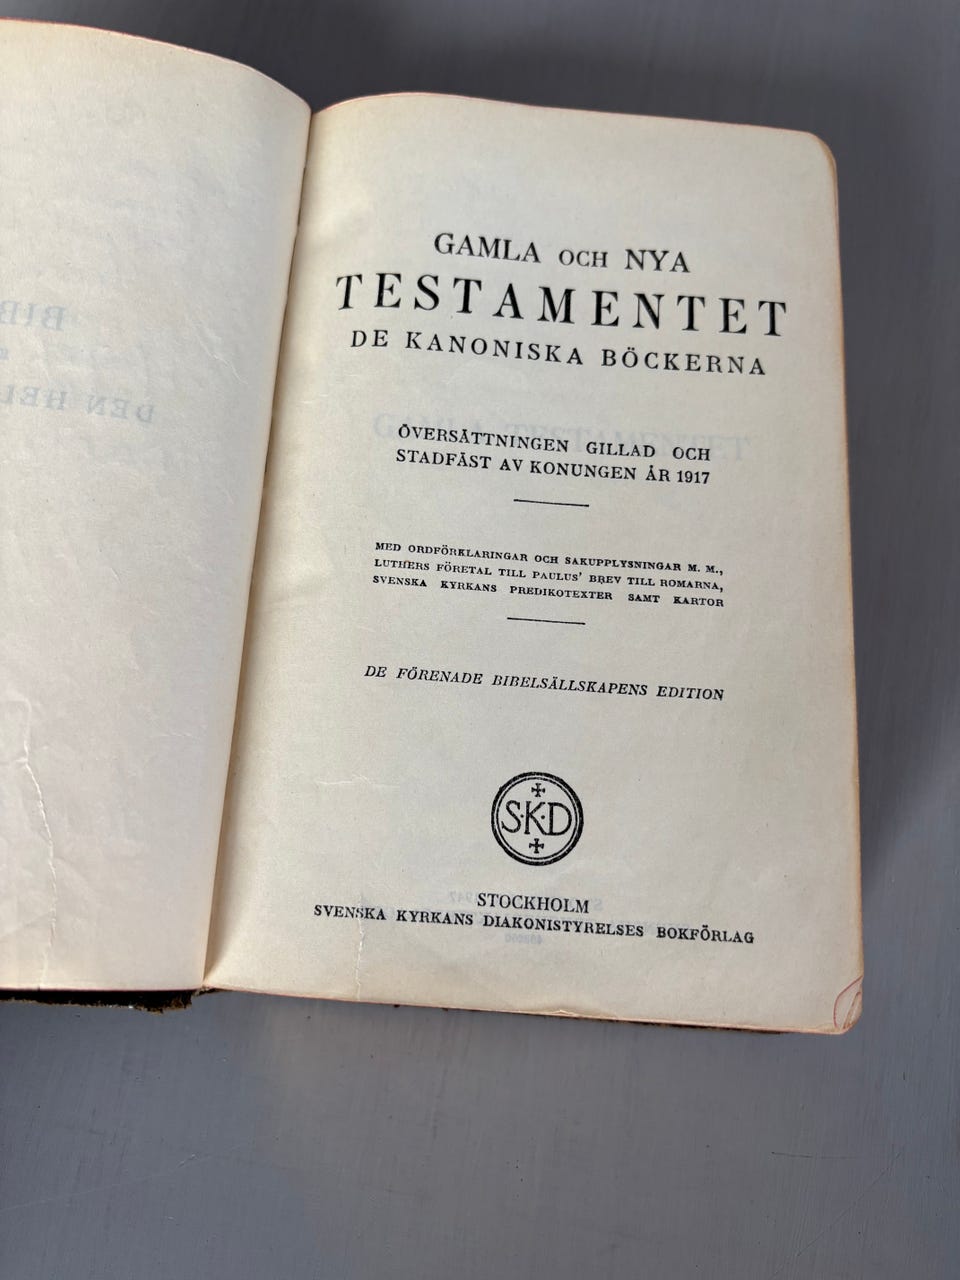 GAMLA OCH NYA
TESTAMENTET
DE KANONISKA BÖCKERNA
ÖVERSÄTTNINGEN GILLAD OCH
STADFÄST AV KONUNGEN ÅR 1917
MED ORDFÖRKLARINGAR OCH SAKUPPLYSNINGAR M. M.,
LUTHERS FÖRETAL TILL PAULUS’ BREV TILL ROMARNA,
SVENSKA KYRKANS PREDIKOTEXTER SAMT KARTOR
DE FÖRENADE BIBELSÄLLSKAPENS EDITION
S·K·D
STOCKHOLM
SVENSKA KYRKANS DIAKONISTYRELSES BOKFÖRLAG